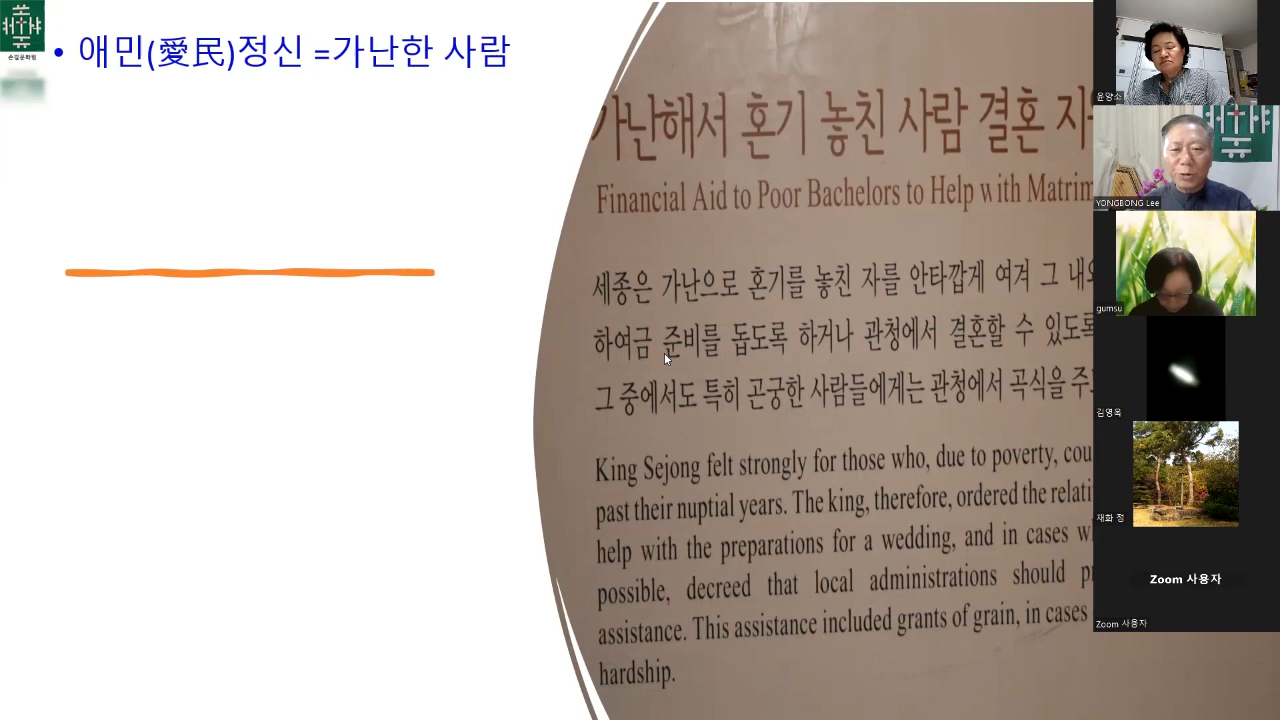 손길문화원
• 애민(愛民)정신 =가난한 사람
가난해서 혼기 놓친 사람 결혼 지
Financial Aid to Poor Bachelors to Help with Matrim
세종은 가난으로 혼기를 놓친 자를 안타깝게 여겨 그 내외
하여금 준비를 돕도록 하거나 관청에서 결혼할 수 있도록
그 중에서도 특히 곤궁한 사람들에게는 관청에서 곡식을 주
King Sejong felt strongly for those who, due to poverty, cou
past their nuptial years. The king, therefore, ordered the relati
help with the preparations for a wedding, and in cases w
possible, decreed that local administrations should p
assistance. This assistance included grants of grain, in cases
hardship.
윤양소
YONGBONG Lee
gumsu
김영옥
재화 정
Zoom 사용자
Zoom 사용자